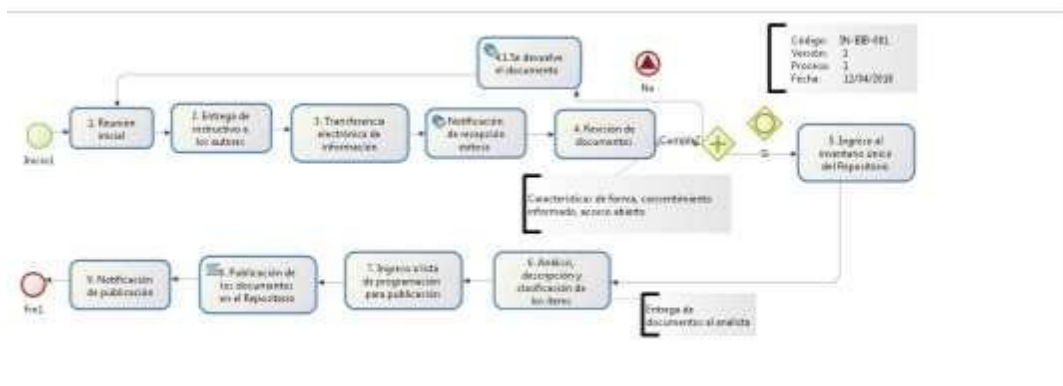 Código: IN-BIB-001
Versión: 1
Proceso: 1
Fecha: 12/04/2018
4.1.Se devuelve
el documento
No
Inicio1
1. Reunión
inicial
2. Entrega de
instructivo a
los autores
3. Transferencia
electrónica de
información
Notificación
de recepción
exitosa
4. Revisión de
documentos
¿Cumple?
Si
5. Ingreso al
inventario único
del Repositorio
Características de forma, consentimiento
informado, acceso abierto
Fin1
9. Notificación
de publicación
8. Publicación de
los documentos
en el Repositorio
7. Ingreso a lista
de programación
para publicación
6. Análisis,
descripción y
clasificación de
los ítems
Entrega de
documentos al analista